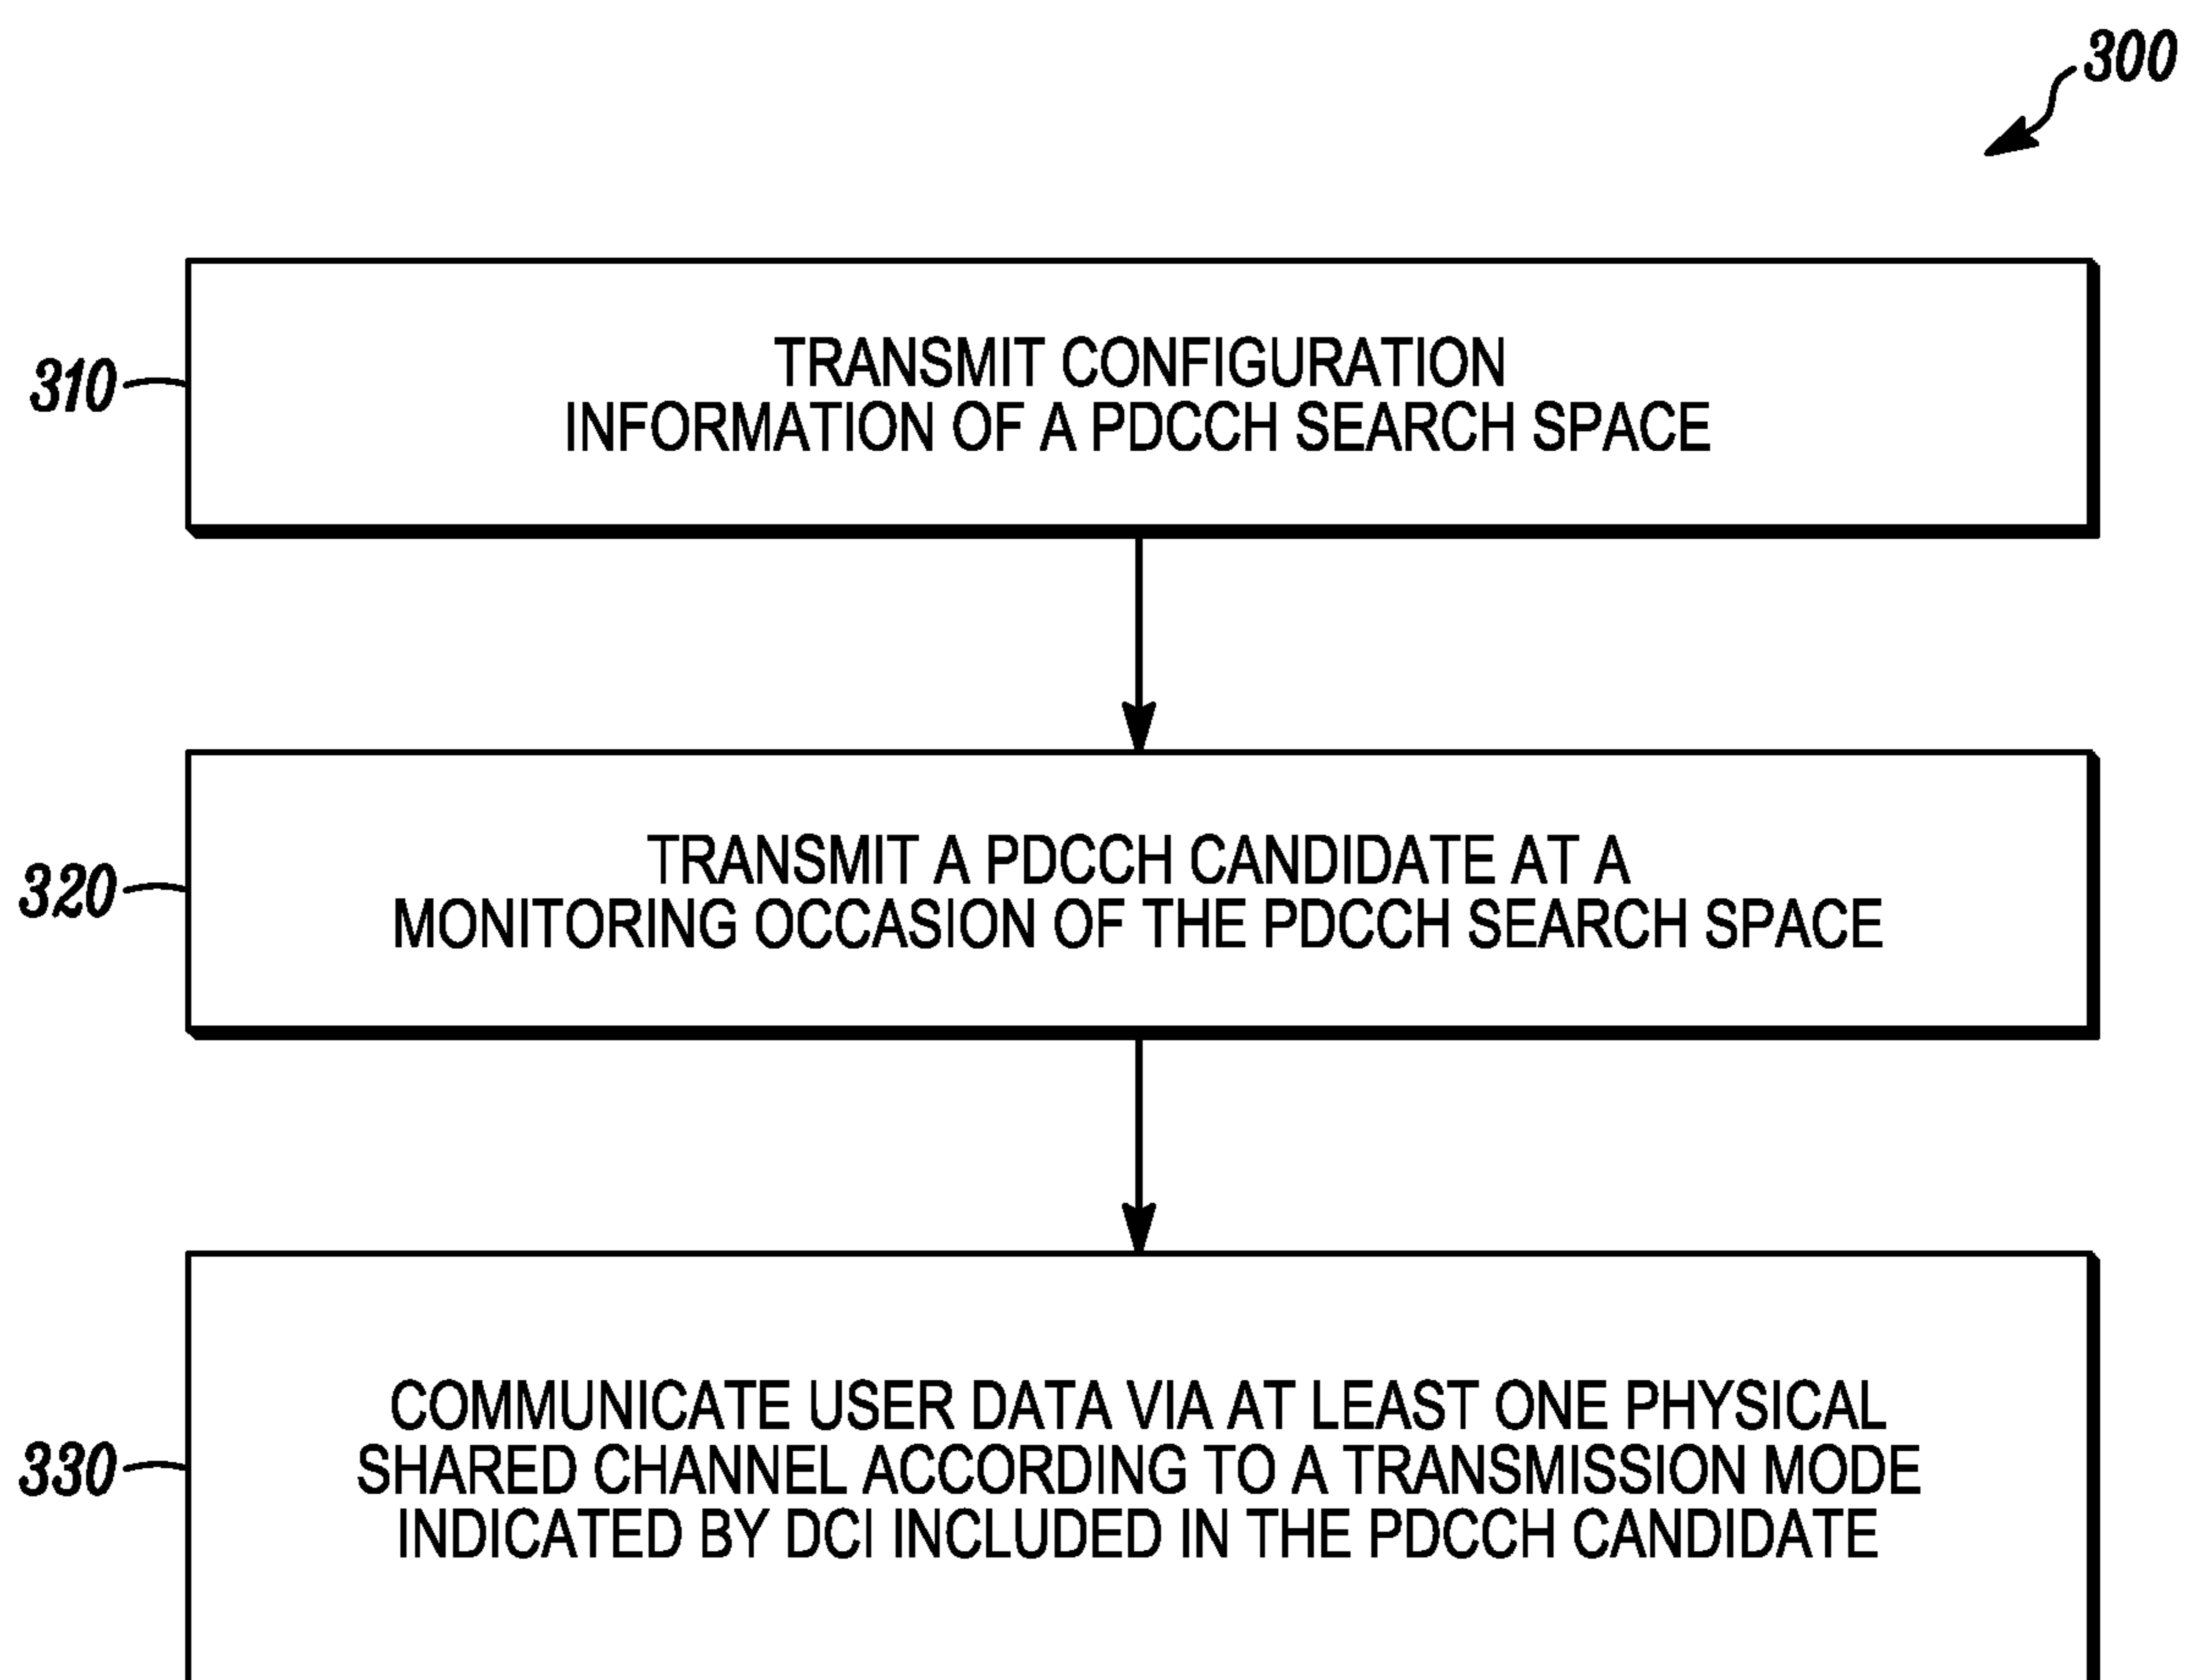 300
310
TRANSMIT CONFIGURATION
INFORMATION OF A PDCCH SEARCH SPACE
320
TRANSMIT A PDCCH CANDIDATE AT A
MONITORING OCCASION OF THE PDCCH SEARCH SPACE
330
COMMUNICATE USER DATA VIA AT LEAST ONE PHYSICAL
SHARED CHANNEL ACCORDING TO A TRANSMISSION MODE
INDICATED BY DCI INCLUDED IN THE PDCCH CANDIDATE